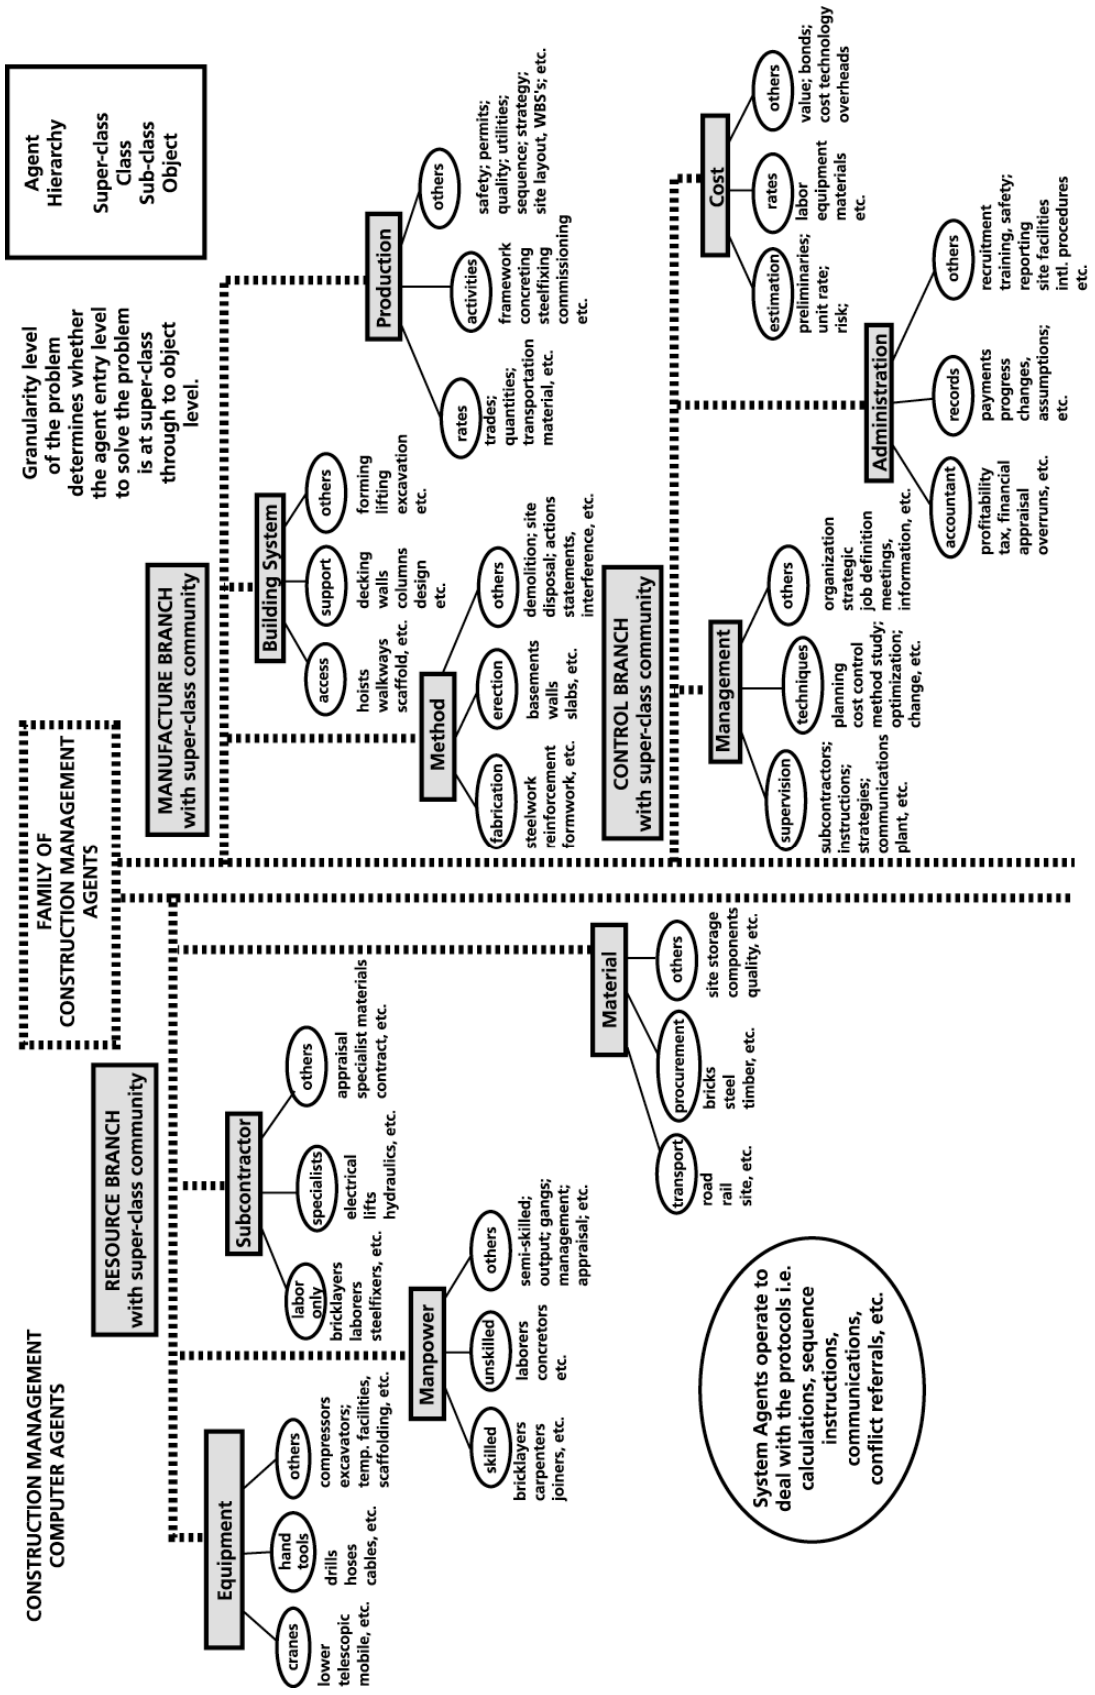 CONSTRUCTION MANAGEMENT
COMPUTER AGENTS
FAMILY OF
CONSTRUCTION MANAGEMENT
AGENTS
Granularity level
of the problem
determines whether
the agent entry level
to solve the problem
is at super-class
through to object
level.
Agent
Hierarchy
Super-class
Class
Sub-class
Object
RESOURCE BRANCH
with super-class community
Equipment
cranes
lower
telescopic
mobile, etc.
hand
tools
drills
hoses
cables, etc.
others
compressors
excavators;
temp. facilities,
scaffolding, etc.
Subcontractor
labor
only
bricklayers
laborers
steelfixers, etc.
specialists
electrical
lifts
hydraulics, etc.
others
appraisal
specialist materials
contract, etc.
Manpower
skilled
bricklayers
carpenters
joiners, etc.
unskilled
laborers
concretors
etc.
others
semi-skilled;
output; gangs;
management;
appraisal; etc.
Material
transport
road
rail
site, etc.
procurement
bricks
steel
timber, etc.
others
site storage
components
quality, etc.
System Agents operate to
deal with the protocols i.e.
calculations, sequence
instructions,
communications,
conflict referrals, etc.
MANUFACTURE BRANCH
with super-class community
Building System
access
hoists
walkways
scaffold, etc.
support
decking
walls
columns
design
etc.
others
forming
lifting
excavation
etc.
Production
rates
trades;
quantities;
transportation
material, etc.
activities
framework
concreting
steelfixing
commissioning
etc.
others
safety; permits;
quality; utilities;
sequence; strategy;
site layout, WBS's; etc.
Method
fabrication
steelwork
reinforcement
formwork, etc.
erection
basements
walls
slabs, etc.
others
demolition; site
disposal; actions
statements,
interference, etc.
CONTROL BRANCH
with super-class community
Management
supervision
subcontractors;
instructions;
strategies;
communications
plant, etc.
techniques
planning
cost control
method study;
optimization;
change, etc.
others
organization
strategic
job definition
meetings,
information, etc.
Cost
estimation
preliminaries;
unit rate;
risk;
rates
labor
equipment
materials
etc.
others
value; bonds;
cost technology
overheads
Administration
accountant
profitability
tax, financial
appraisal
overruns, etc.
records
payments
progress
changes,
assumptions;
etc.
others
recruitment
training, safety;
reporting
site facilities
intl. procedures
etc.